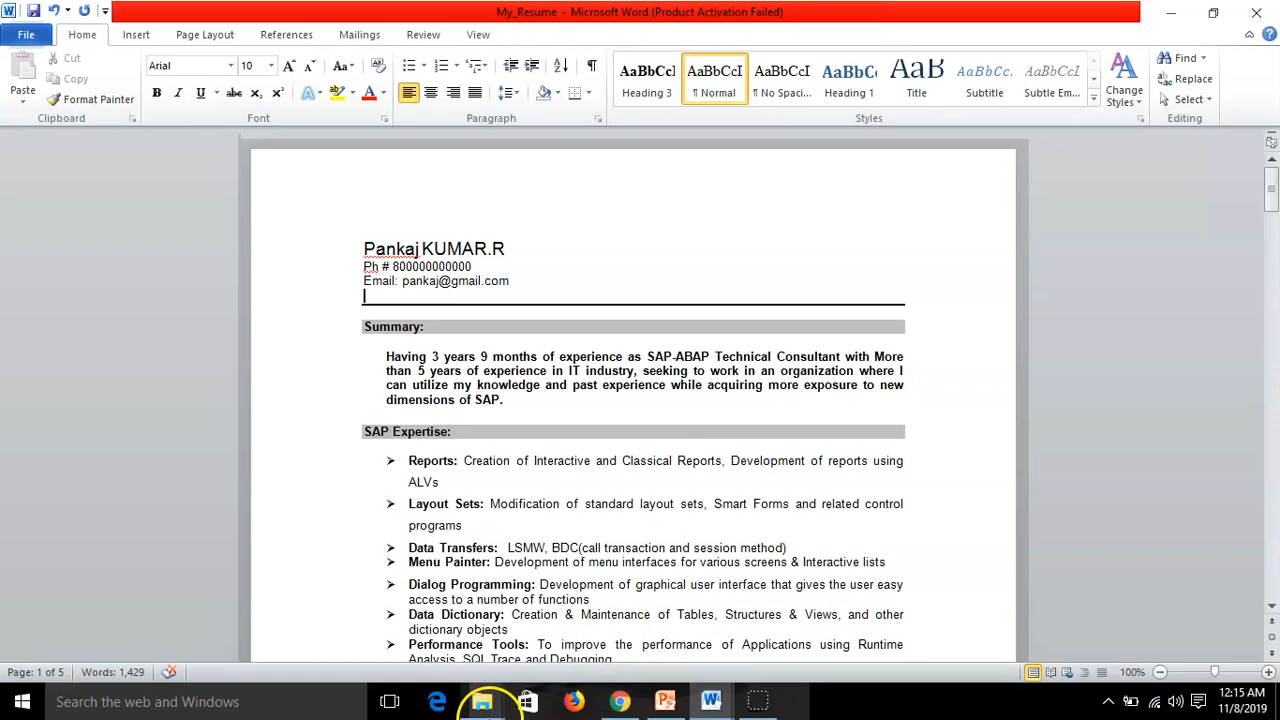 My_Resume - Microsoft Word (Product Activation Failed)
File Home Insert Page Layout References Mailings Review View
Paste
Cut
Copy
Format Painter
Clipboard
Arial 10
Font
Paragraph
AaBbCc AaBbCcI AaBbCcI AaBbC AaB AaBbCcI AaBbCcI
Heading 3 ¶ Normal ¶ No Spaci... Heading 1 Title Subtitle Subtle Em...
Change Styles
Styles
Find
Replace
Select
Editing
Pankaj KUMAR.R
Ph # 800000000000
Email: pankaj@gmail.com
Summary:
Having 3 years 9 months of experience as SAP-ABAP Technical Consultant with More
than 5 years of experience in IT industry, seeking to work in an organization where I
can utilize my knowledge and past experience while acquiring more exposure to new
dimensions of SAP.
SAP Expertise:
➤ Reports: Creation of Interactive and Classical Reports, Development of reports using
ALVs
➤ Layout Sets: Modification of standard layout sets, Smart Forms and related control
programs
➤ Data Transfers: LSMW, BDC(call transaction and session method)
➤ Menu Painter: Development of menu interfaces for various screens & Interactive lists
➤ Dialog Programming: Development of graphical user interface that gives the user easy
access to a number of functions
➤ Data Dictionary: Creation & Maintenance of Tables, Structures & Views, and other
dictionary objects
➤ Performance Tools: To improve the performance of Applications using Runtime
Analysis, SQL Trace and Debugging
Page: 1 of 5 Words: 1,429 100%
Search the web and Windows
12:15 AM
11/8/2019